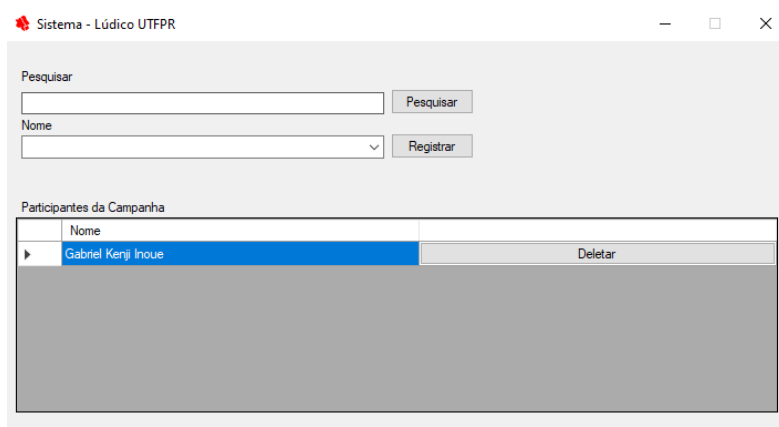 Sistema - Lúdico UTFPR
Pesquisar
Pesquisar
Nome
Registrar
Participantes da Campanha
Nome
Gabriel Kenji Inoue Deletar